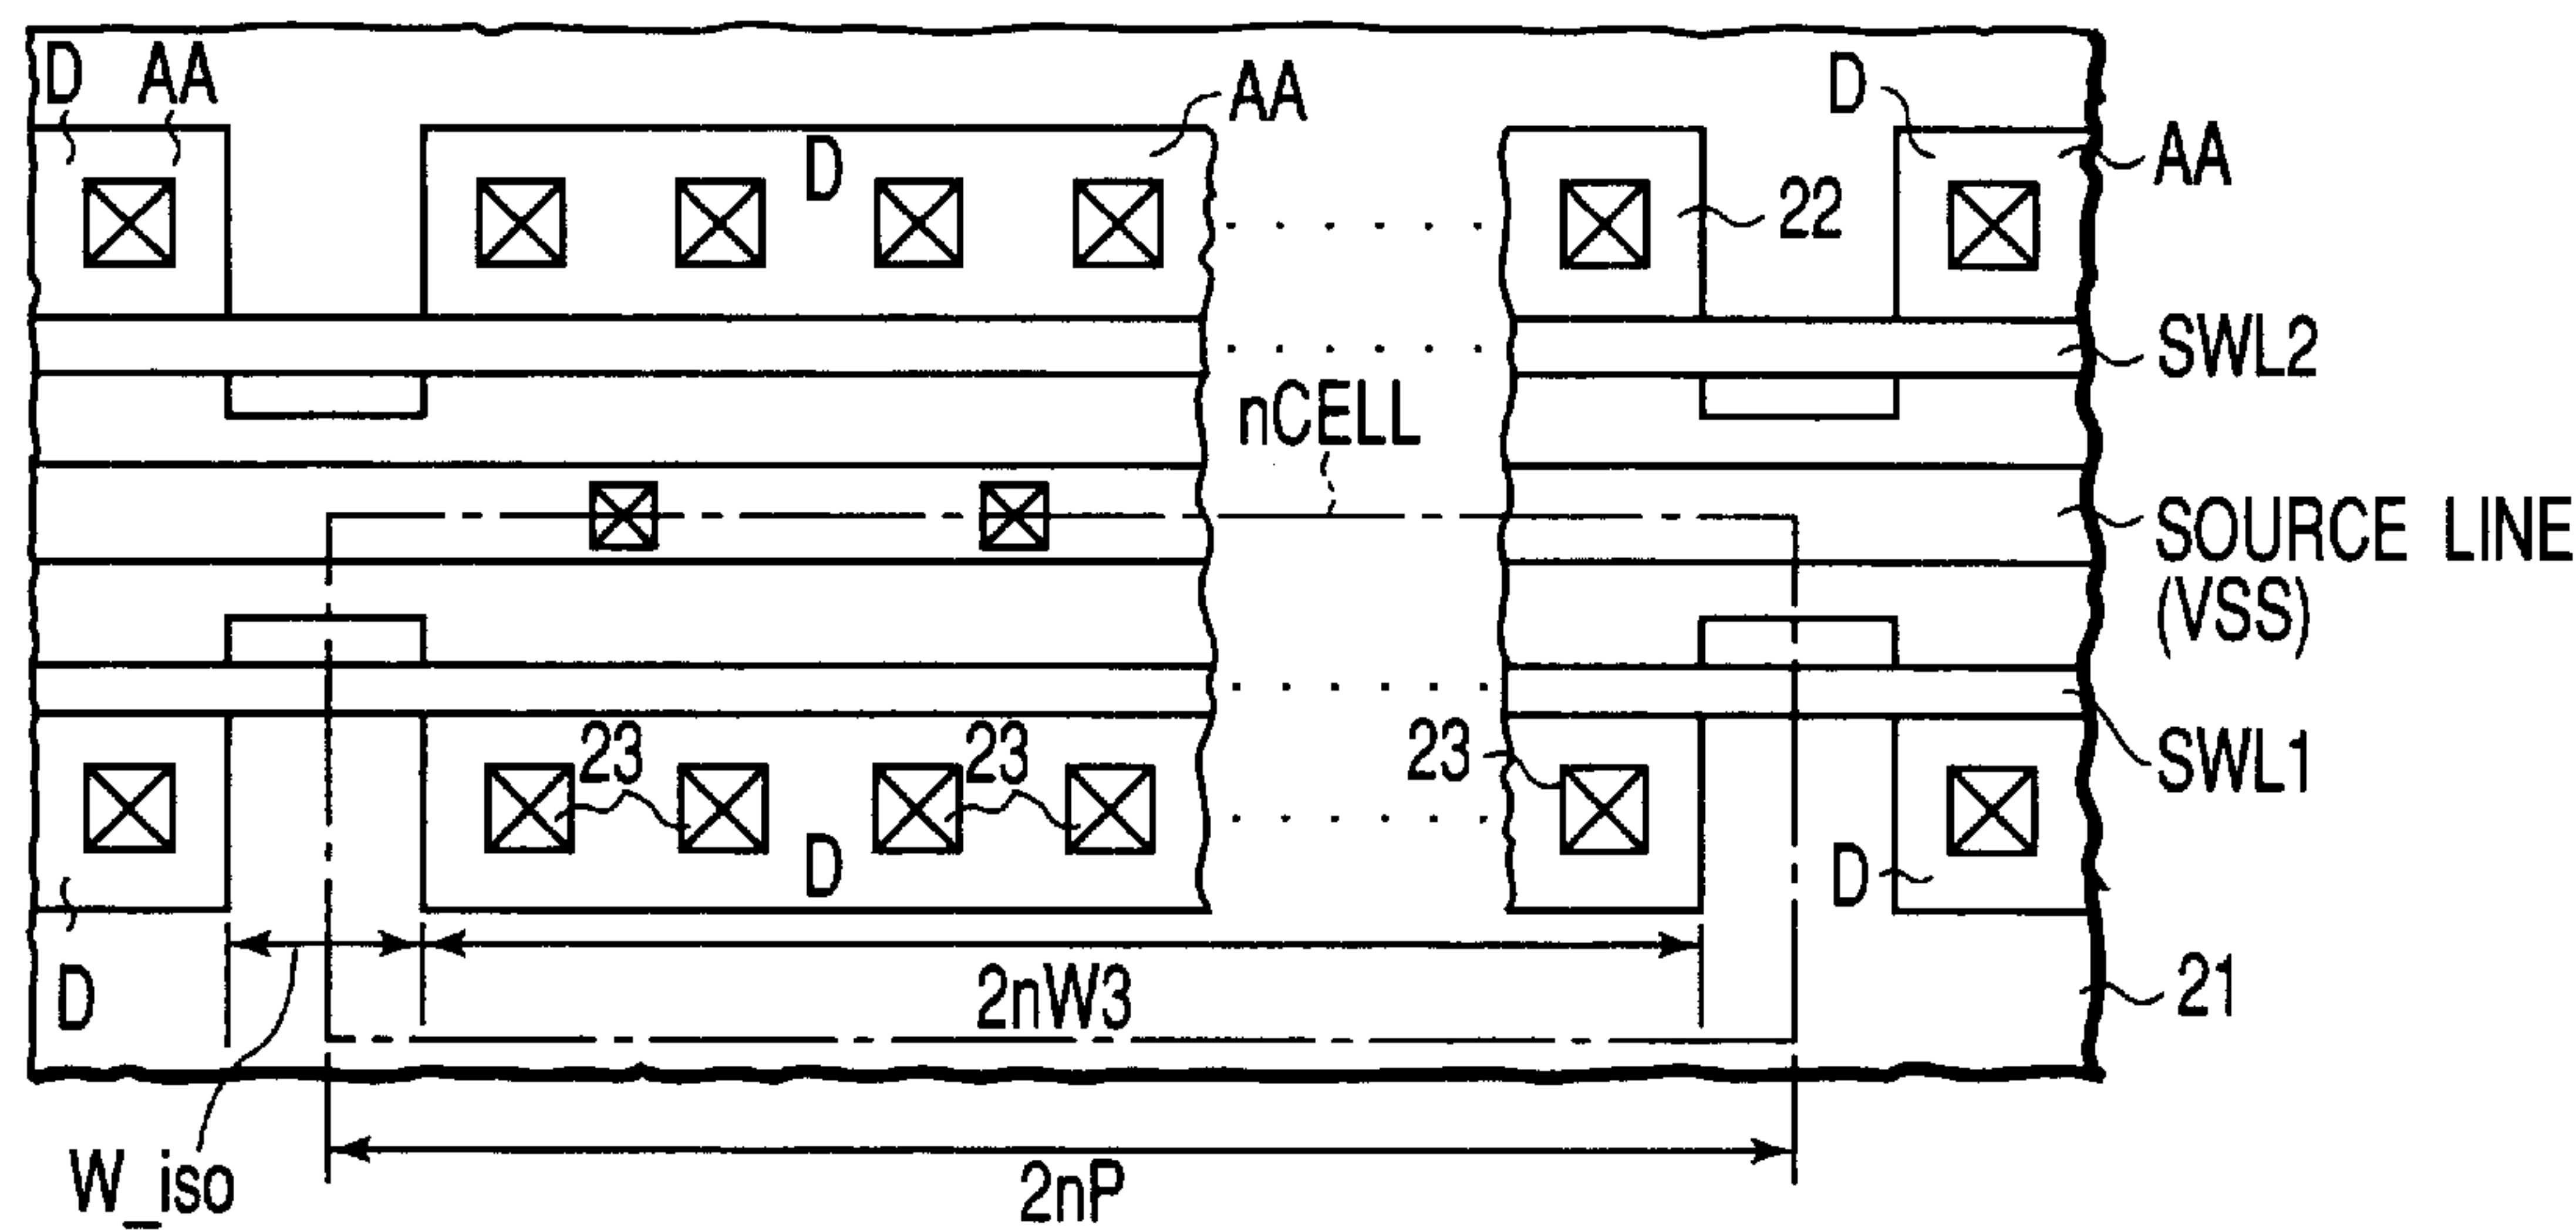 D AA
AA
D
AA
D
22
SWL2
nCELL
SOURCE LINE
(VSS)
SWL1
23
23
23
D
D
D
2nW3
21
W_iso
2nP